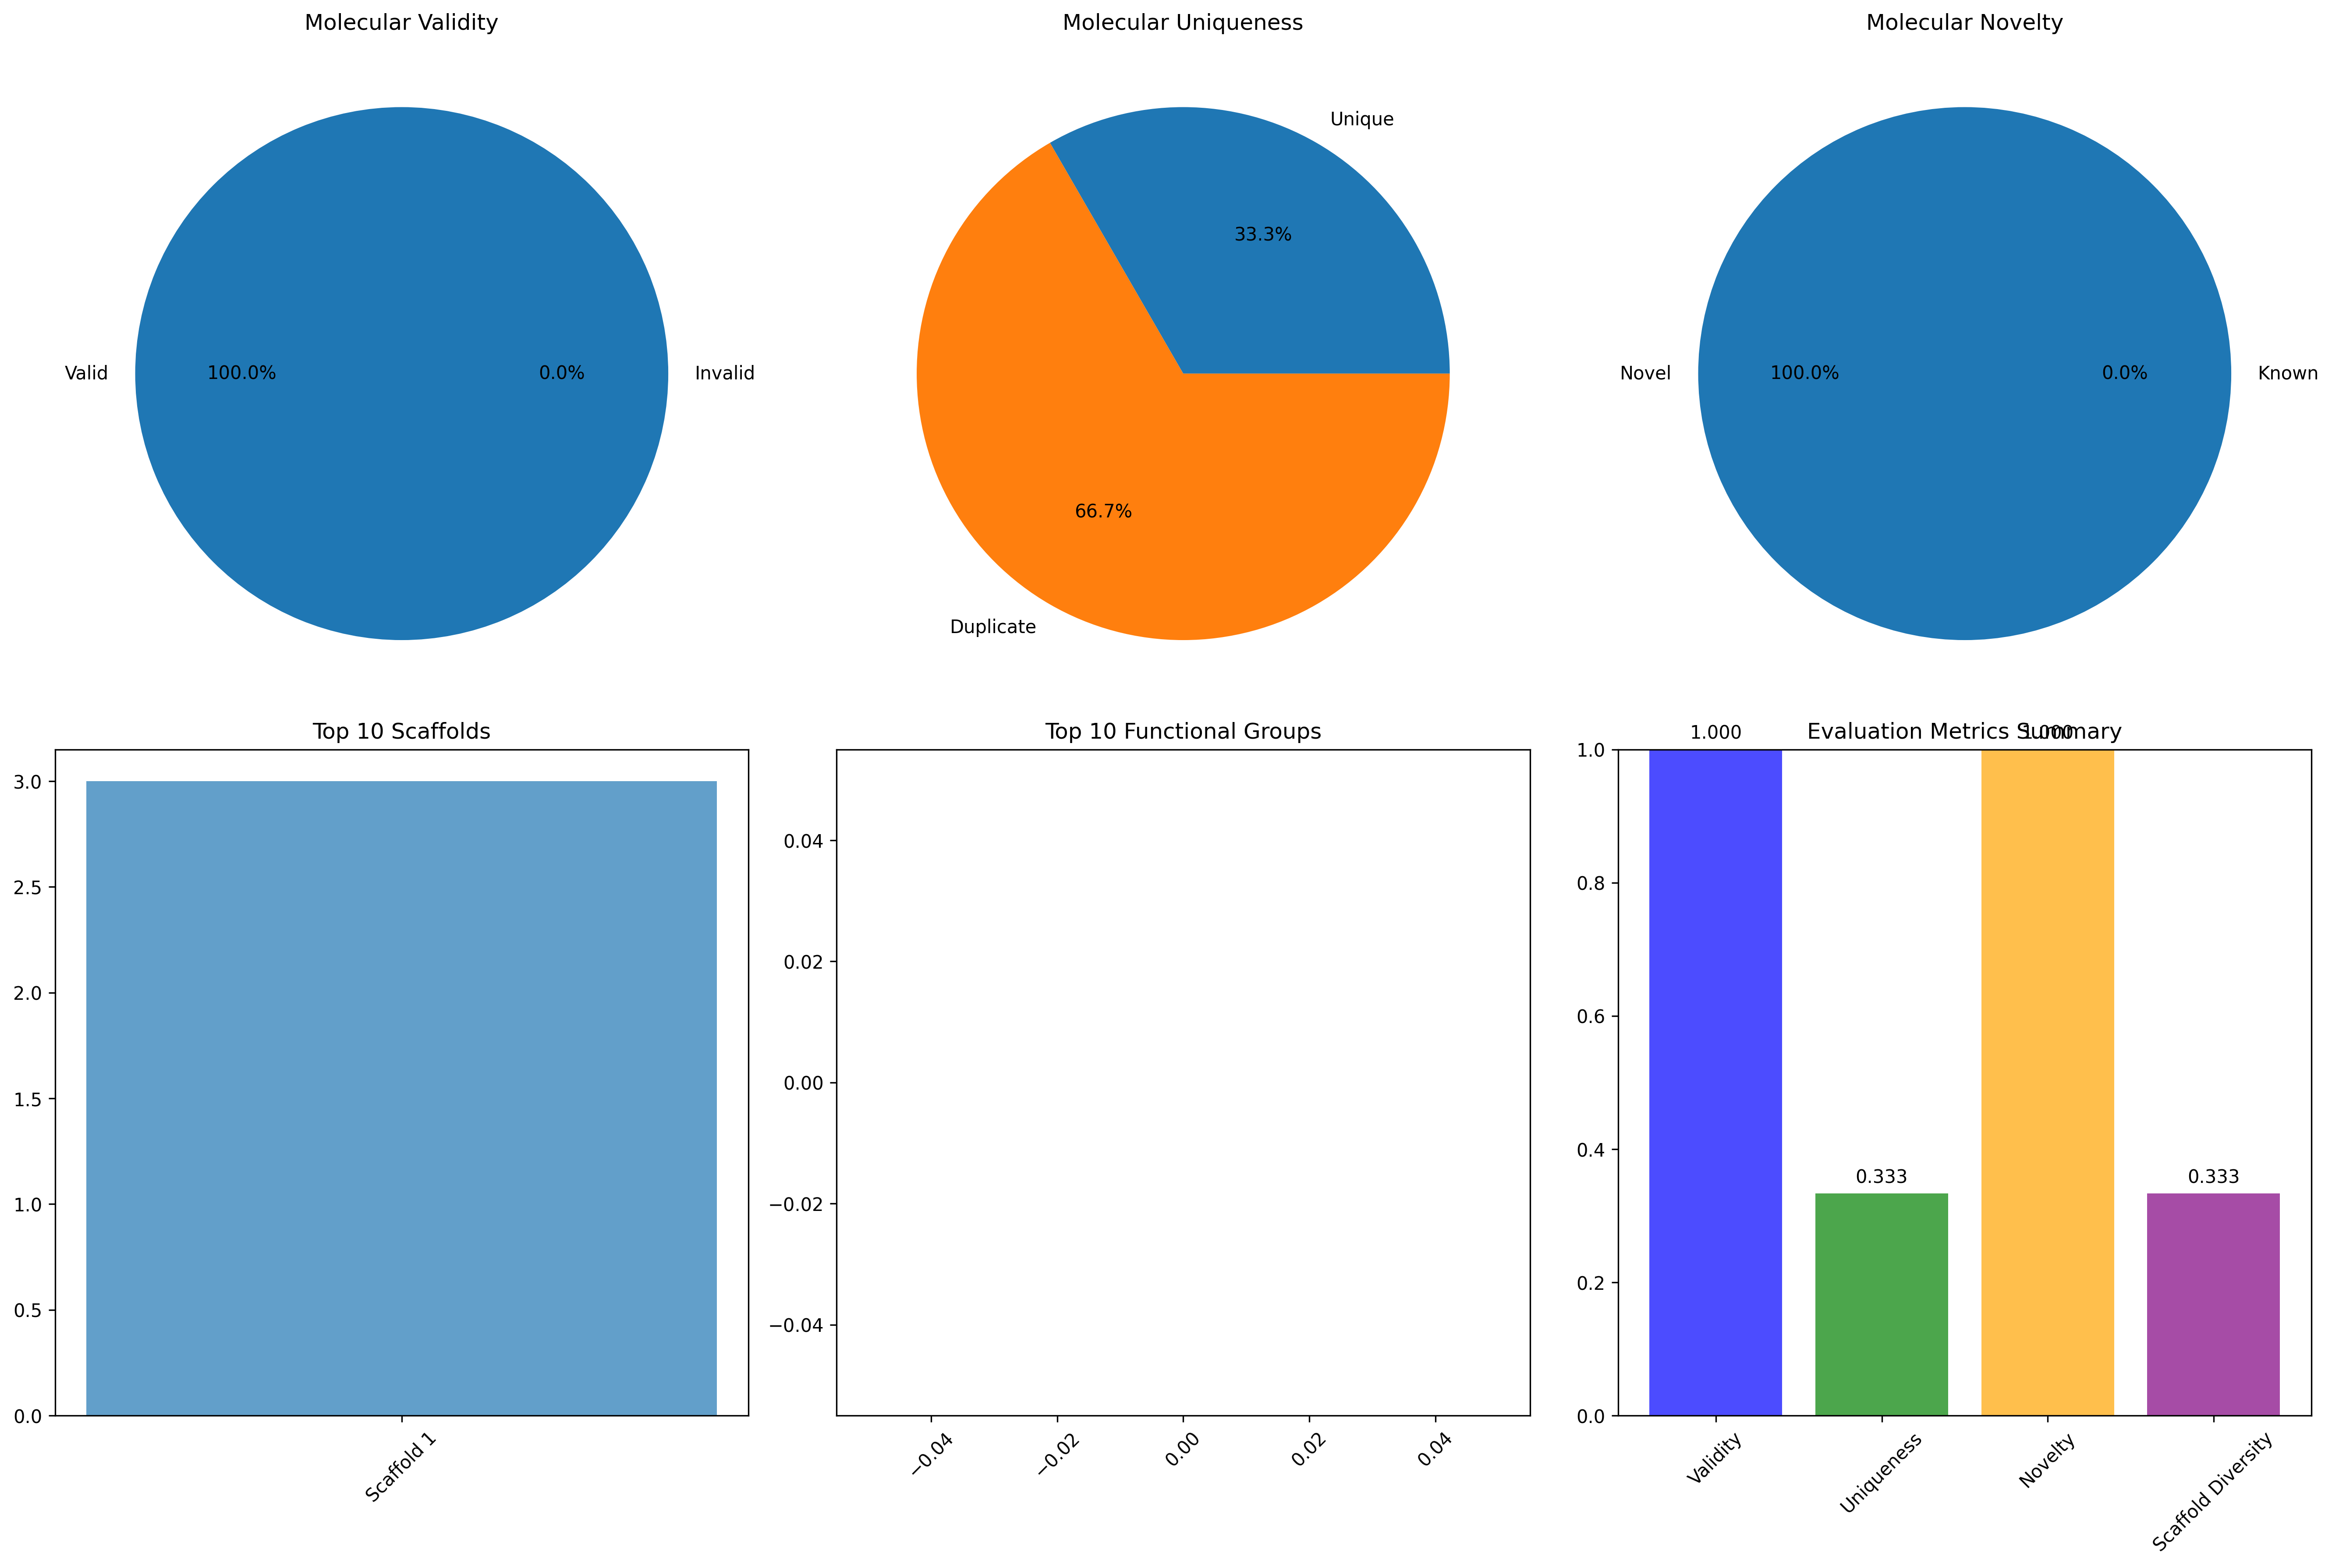 Molecular Validity
Valid
100.0%
0.0%
Invalid
Molecular Uniqueness
Unique
33.3%
66.7%
Duplicate
Molecular Novelty
Novel
100.0%
0.0%
Known
Top 10 Scaffolds
3.0
2.5
2.0
1.5
1.0
0.5
0.0
Scaffold 1
Top 10 Functional Groups
0.04
0.02
0.00
−0.02
−0.04
−0.04
−0.02
0.00
0.02
0.04
Evaluation Metrics Summary
1.000
1.000
0.333
0.333
1.0
0.8
0.6
0.4
0.2
0.0
Validity
Uniqueness
Novelty
Scaffold Diversity